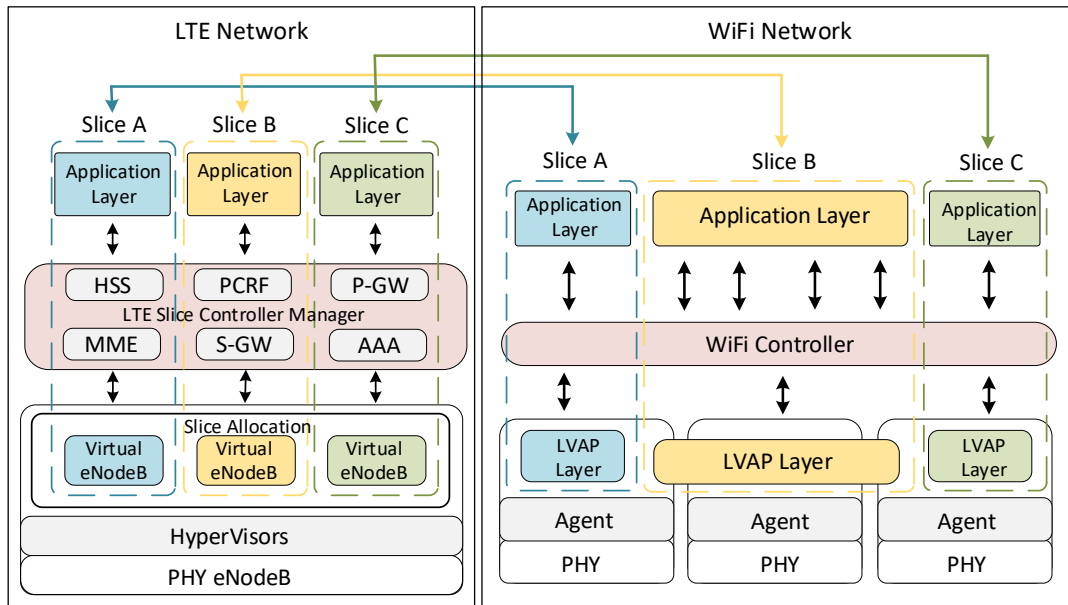 LTE Network
Slice A
Slice B
Slice C
Application
Layer
Application
Layer
Application
Layer
HSS
PCRF
P-GW
LTE Slice Controller Manager
MME
S-GW
AAA
Slice Allocation
Virtual
eNodeB
Virtual
eNodeB
Virtual
eNodeB
HyperVisors
PHY eNodeB
WiFi Network
Slice A
Slice B
Slice C
Application
Layer
Application Layer
Application
Layer
WiFi Controller
LVAP
Layer
LVAP Layer
LVAP
Layer
Agent
Agent
Agent
PHY
PHY
PHY